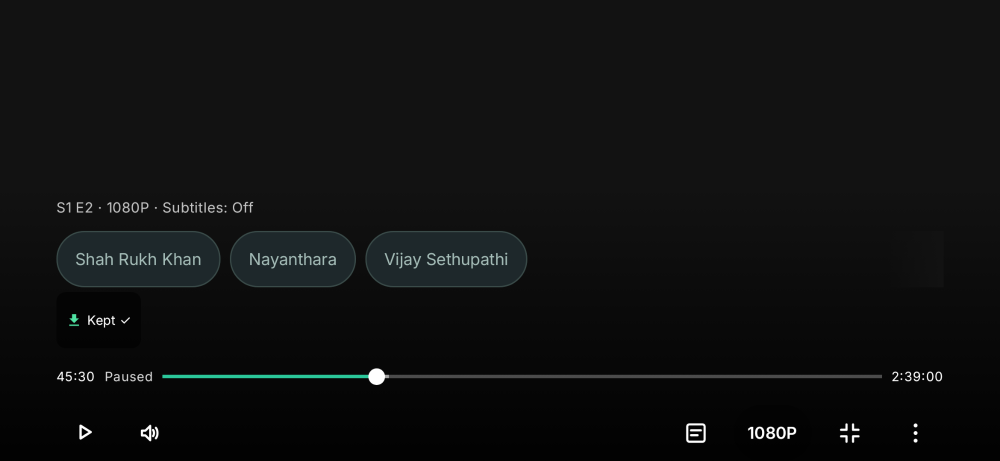 S1 E2 · 1080P · Subtitles: Off
Shah Rukh Khan Nayanthara Vijay Sethupathi
Kept ✓
45:30 Paused 2:39:00
1080P